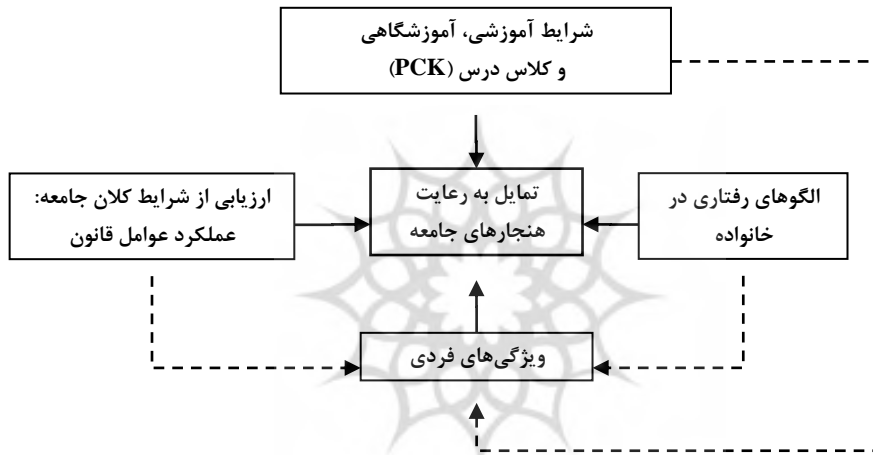 شرایط آموزشی، آموزشگاهی
و کلاس درس (PCK)
الگوهای رفتاری در
خانواده
تمایل به رعایت
هنجارهای جامعه
ارزیابی از شرایط کلان جامعه:
عملکرد عوامل قانون
ویژگی‌های فردی